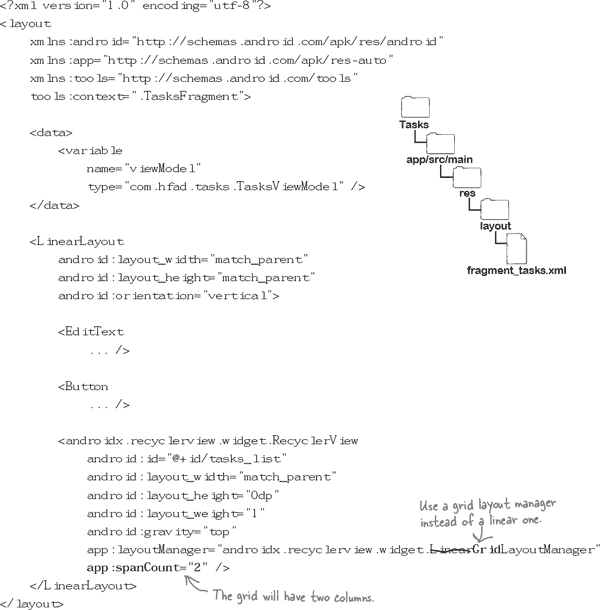 <?xml version="1.0" encoding="utf-8"?>
<layout
    xmlns:android="http://schemas.android.com/apk/res/android"
    xmlns:app="http://schemas.android.com/apk/res-auto"
    xmlns:tools="http://schemas.android.com/tools"
    tools:context=".TasksFragment">

    <data>
        <variable
            name="viewModel"
            type="com.hfad.tasks.TasksViewModel" />
    </data>

Tasks
app/src/main
res
layout
fragment_tasks.xml

    <LinearLayout
        android:layout_width="match_parent"
        android:layout_height="match_parent"
        android:orientation="vertical">

        <EditText
            ... />

        <Button
            ... />

        <androidx.recyclerview.widget.RecyclerView
            android:id="@+id/tasks_list"
            android:layout_width="match_parent"
            android:layout_height="0dp"
            android:layout_weight="1"
            android:gravity="top"
Use a grid layout manager
instead of a linear one.
            app:layoutManager="androidx.recyclerview.widget.LinearGridLayoutManager"
            app:spanCount="2" />
The grid will have two columns.
    </LinearLayout>
</layout>